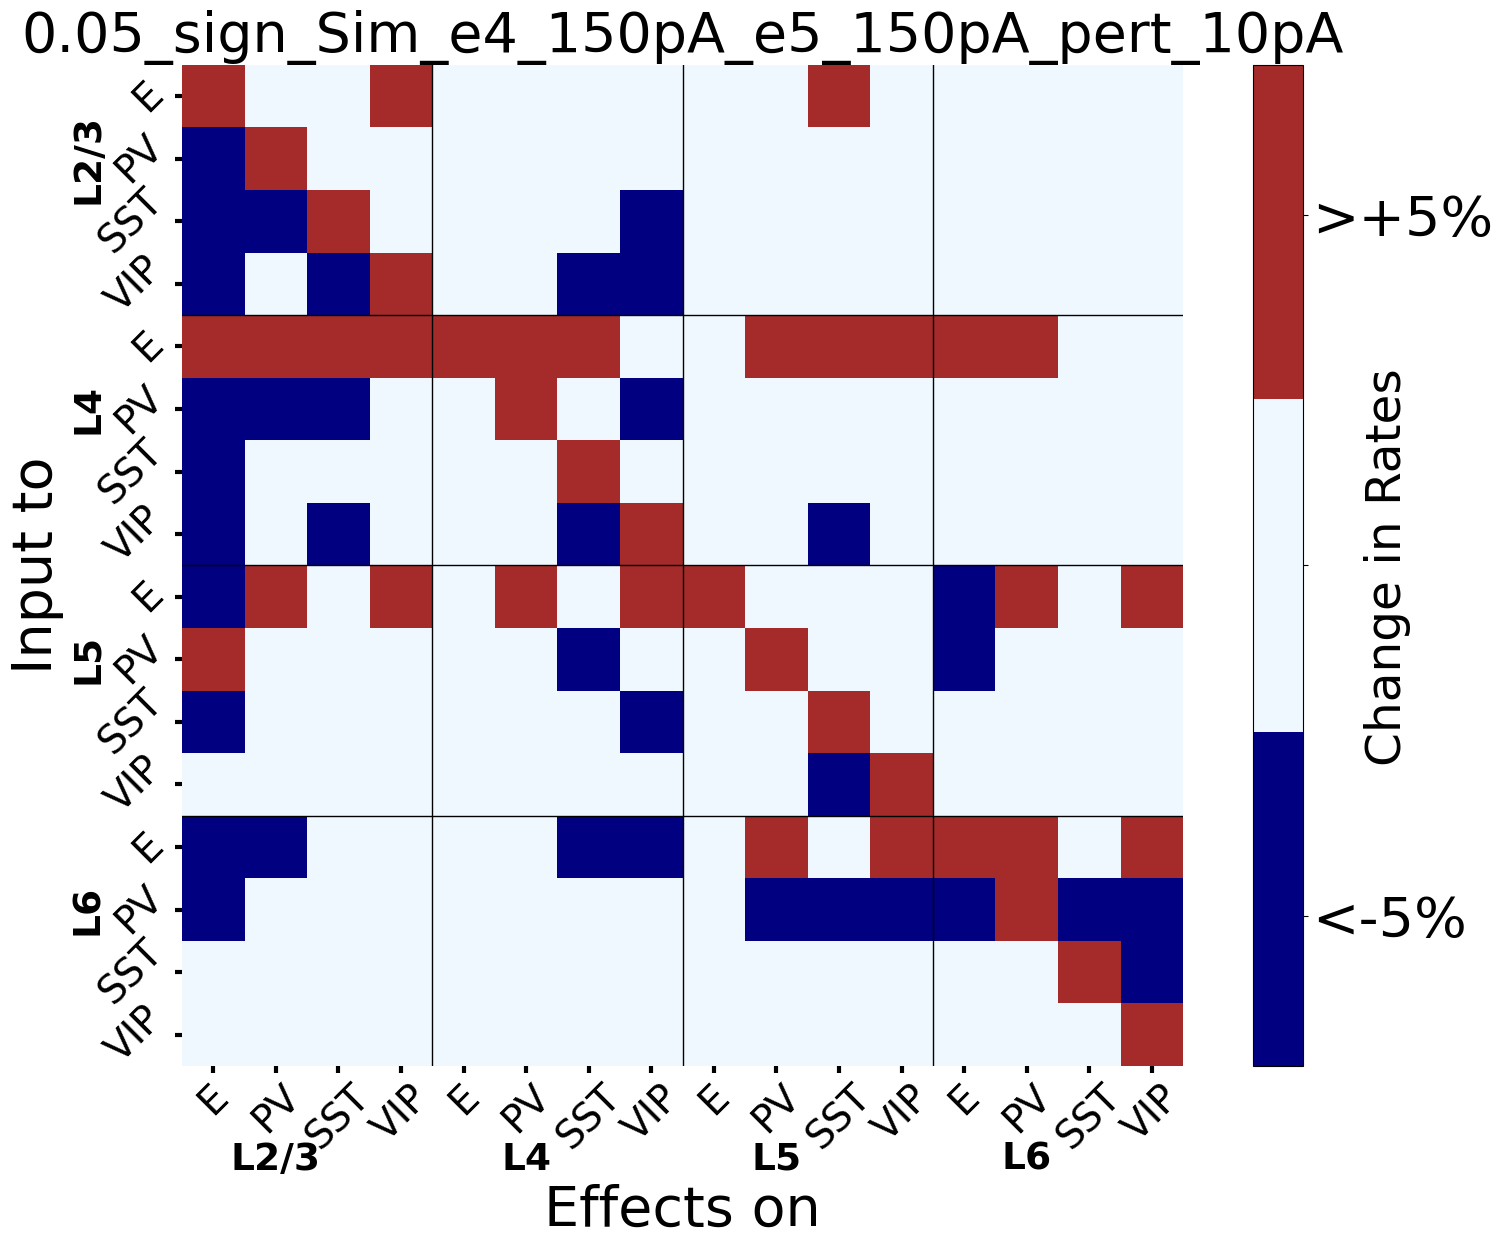 0.05_sign_Sim_e4_150pA_e5_150pA_pert_10pA
Input to
L2/3
E
PV
SST
VIP
L4
E
PV
SST
VIP
L5
E
PV
SST
VIP
L6
E
PV
SST
VIP
E PV SST VIP E PV SST VIP E PV SST VIP E PV SST VIP
L2/3 L4 L5 L6
Effects on
>+5%
<-5%
Change in Rates